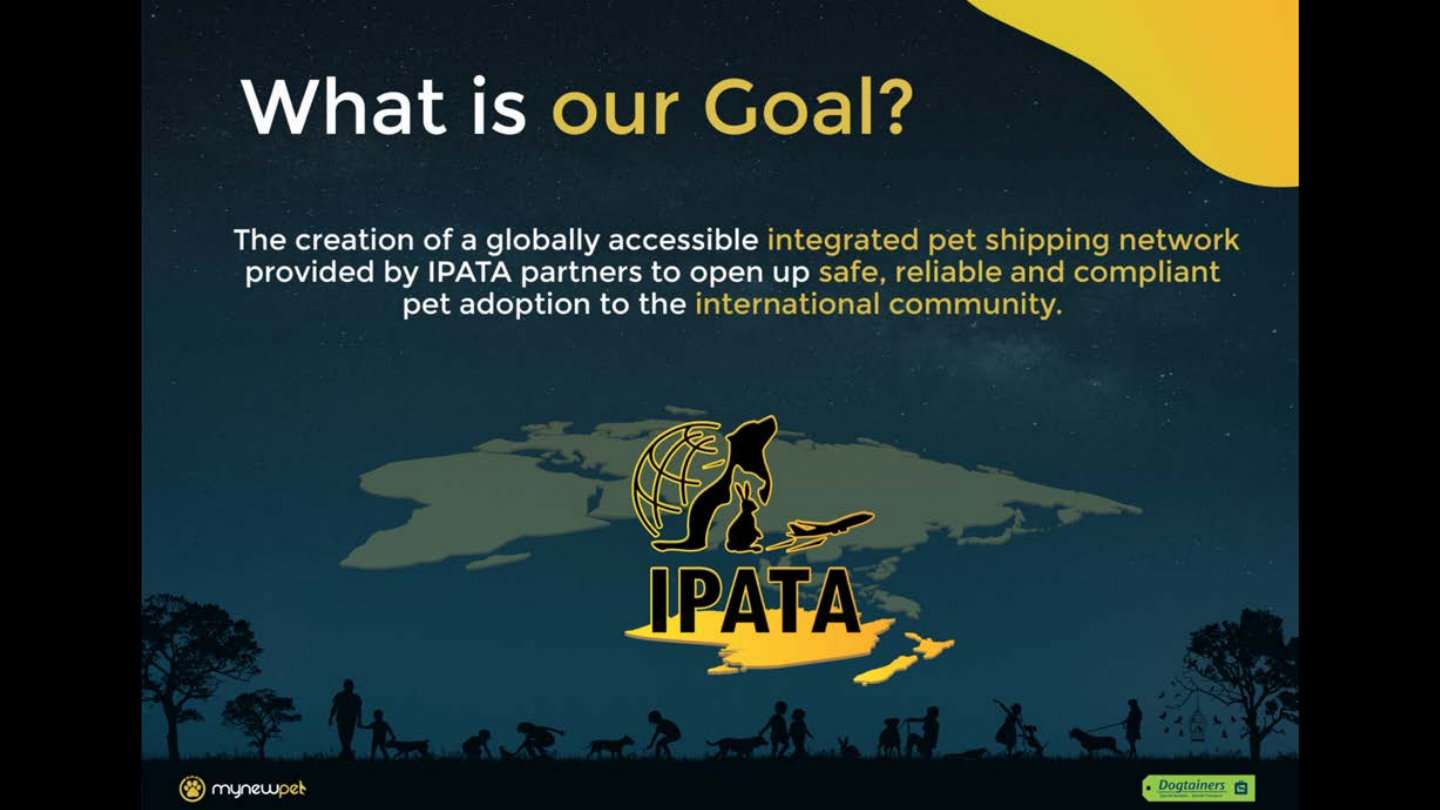 What is our Goal?
The creation of a globally accessible integrated pet shipping network
provided by IPATA partners to open up safe, reliable and compliant
pet adoption to the international community.
IPATA
mynewpet
Dogtainers